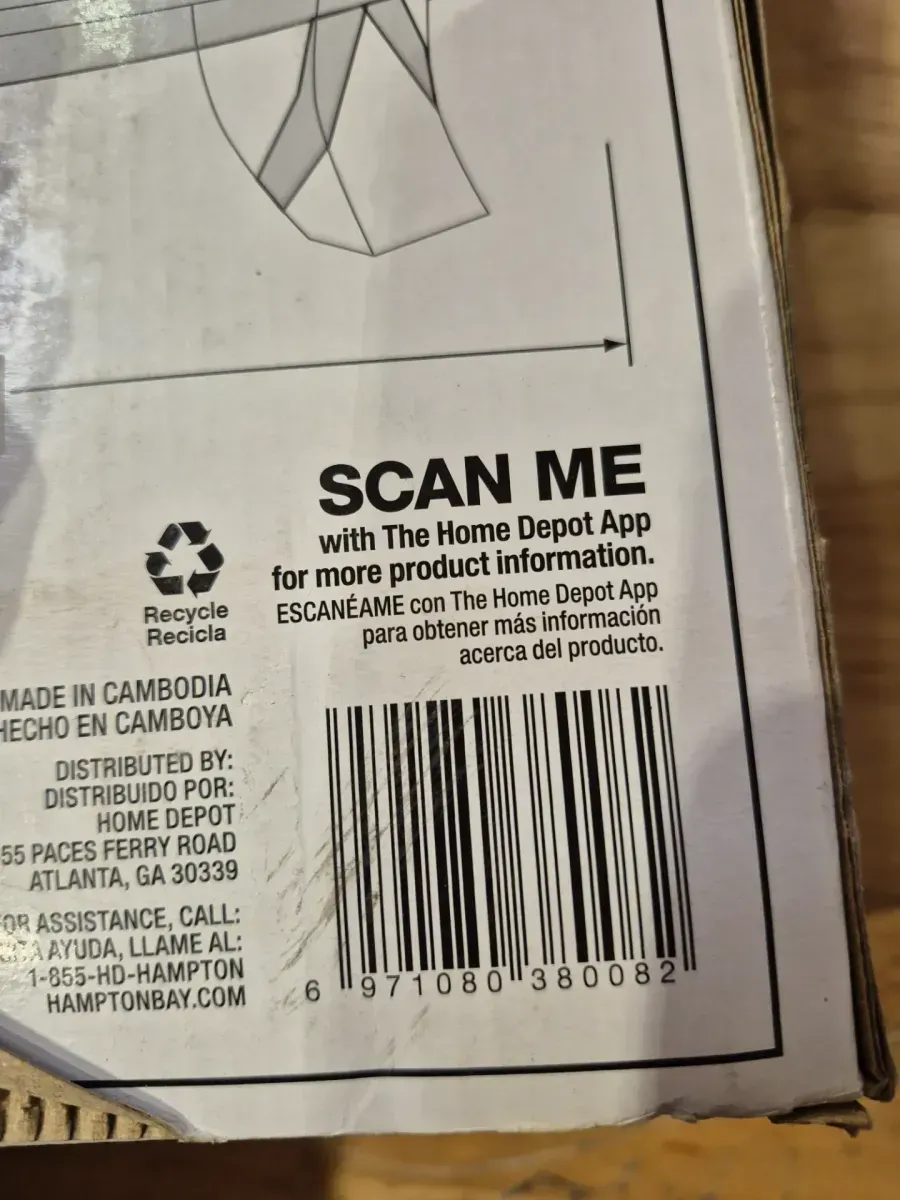 SCAN ME
with The Home Depot App
for more product information.
ESCANÉAME con The Home Depot App
para obtener más información
acerca del producto.
Recycle
Recicla
MADE IN CAMBODIA
HECHO EN CAMBOYA
DISTRIBUTED BY:
DISTRIBUIDO POR:
HOME DEPOT
55 PACES FERRY ROAD
ATLANTA, GA 30339
FOR ASSISTANCE, CALL:
AYUDA, LLAME AL:
1-855-HD-HAMPTON
HAMPTONBAY.COM
6 971080 380082